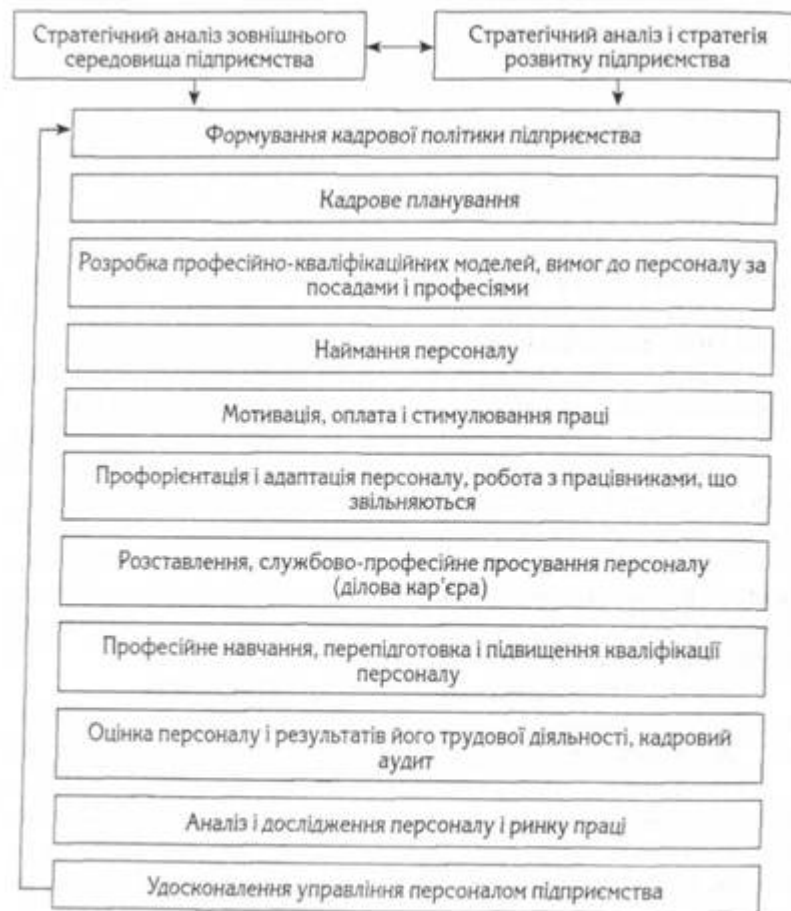 Стратегічний аналіз зовнішнього
середовища підприємства
Стратегічний аналіз і стратегія
розвитку підприємства
Формування кадрової політики підприємства
Кадрове планування
Розробка професійно-кваліфікаційних моделей, вимог до персоналу за
посадами і професіями
Наймання персоналу
Мотивація, оплата і стимулювання праці
Профорієнтація і адаптація персоналу, робота з працівниками, що
звільняються
Розставлення, службово-професійне просування персоналу
(ділова кар'єра)
Професійне навчання, перепідготовка і підвищення кваліфікації
персоналу
Оцінка персоналу і результатів його трудової діяльності, кадровий
аудит
Аналіз і дослідження персоналу і ринку праці
Удосконалення управління персоналом підприємства